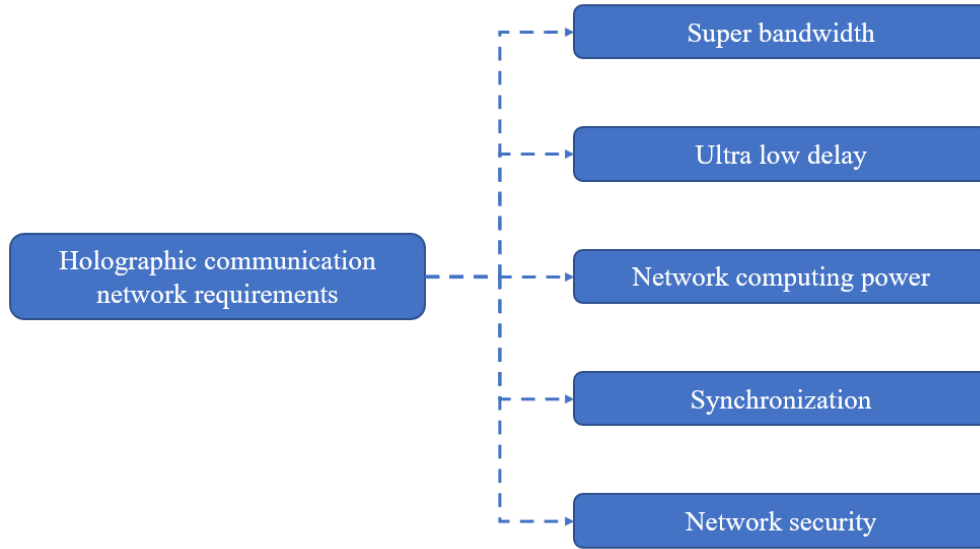 Super bandwidth
Ultra low delay
Holographic communication
network requirements
Network computing power
Synchronization
Network security